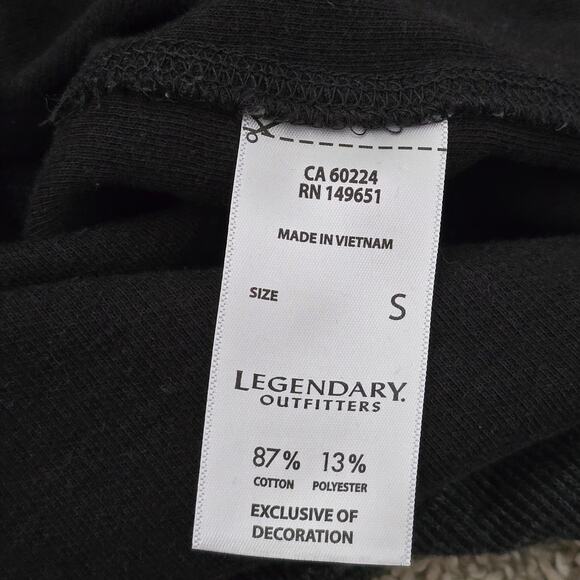 CA 60224
RN 149651
MADE IN VIETNAM
SIZE S
LEGENDARY.
OUTFITTERS
87% 13%
COTTON POLYESTER
EXCLUSIVE OF
DECORATION